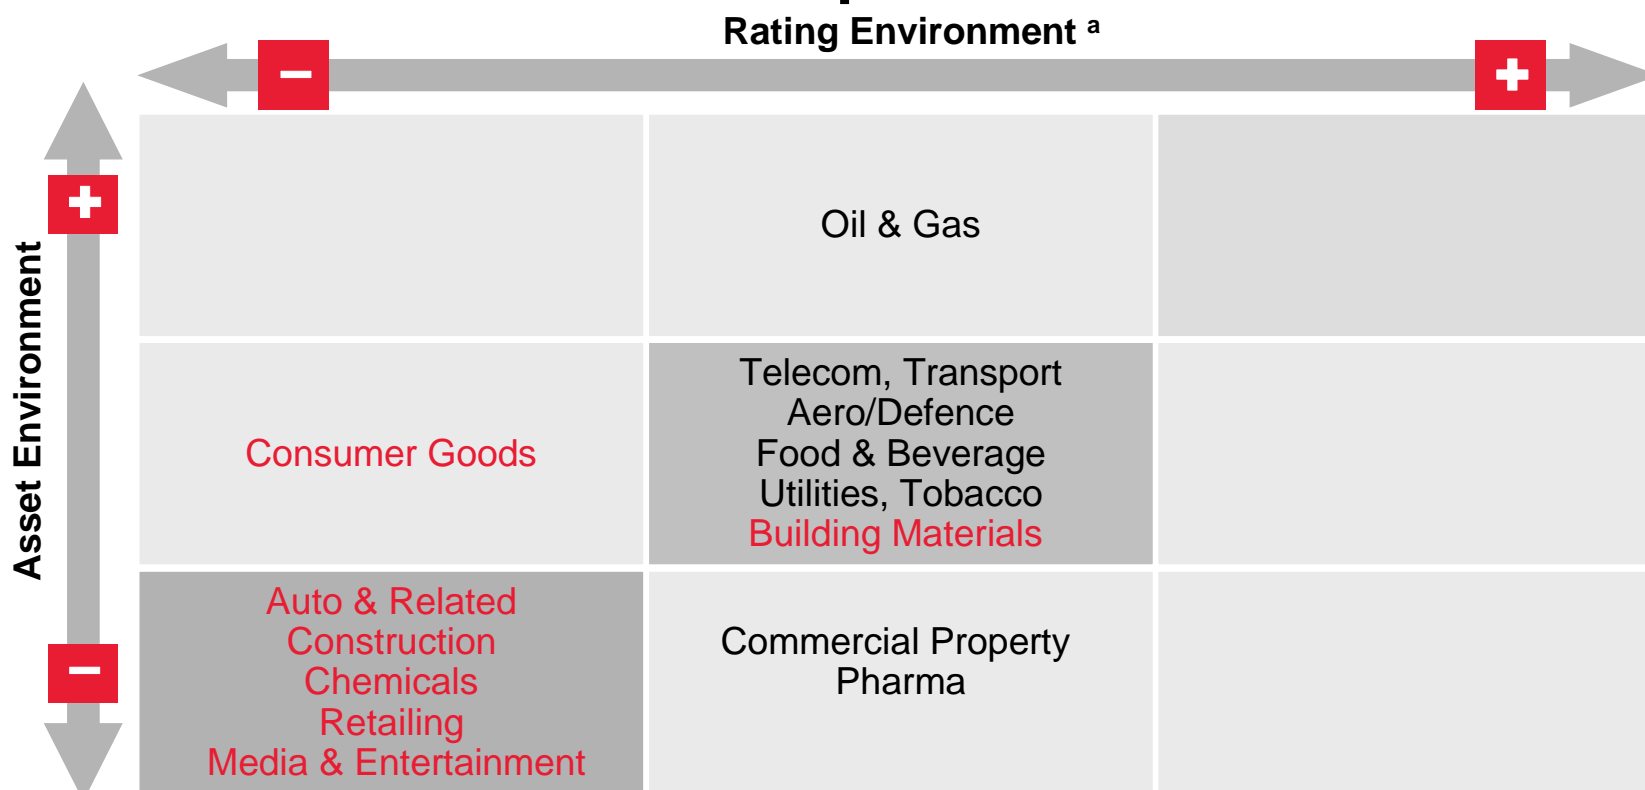 Rating Environment a
−
+
+
Asset Environment
−
Oil & Gas
Consumer Goods
Telecom, Transport
Aero/Defence
Food & Beverage
Utilities, Tobacco
Building Materials
Auto & Related
Construction
Chemicals
Retailing
Media & Entertainment
Commercial Property
Pharma